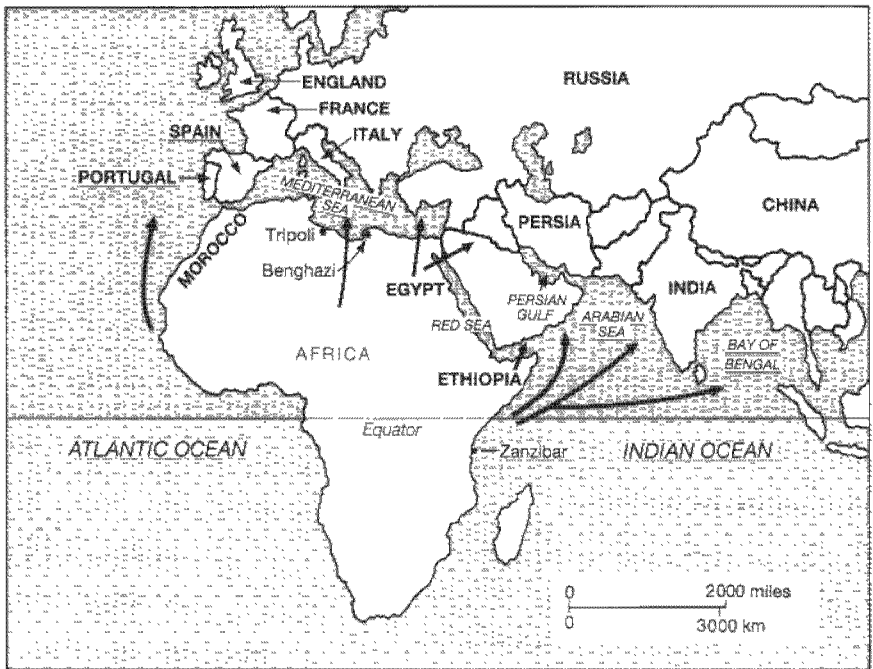 ENGLAND
RUSSIA
FRANCE
SPAIN
ITALY
PORTUGAL
MEDITERRANEAN
SEA
CHINA
MOROCCO
Tripoli
PERSIA
Benghazi
EGYPT
INDIA
PERSIAN
GULF
ARABIAN
SEA
RED SEA
BAY OF
BENGAL
AFRICA
ETHIOPIA
Equator
ATLANTIC OCEAN
Zanzibar
INDIAN OCEAN
0 2000 miles
0 3000 km